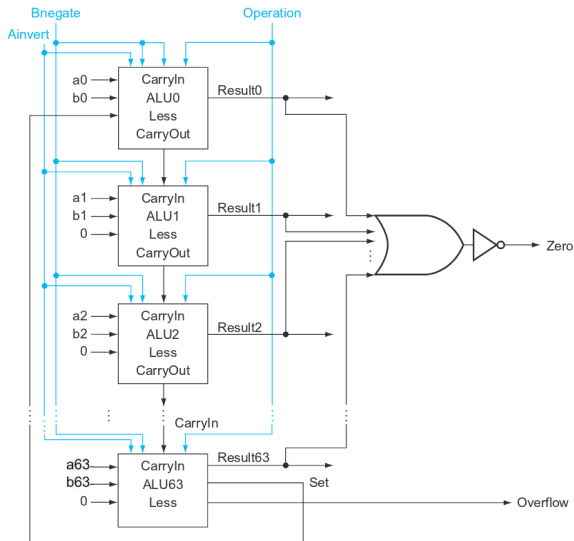 Bnegate
Operation
Ainvert
a0
b0
CarryIn
ALU0
Less
CarryOut
Result0
a1
b1
0
CarryIn
ALU1
Less
CarryOut
Result1
Zero
a2
b2
0
CarryIn
ALU2
Less
CarryOut
Result2
CarryIn
a63
b63
0
CarryIn
ALU63
Less
Result63
Set
Overflow